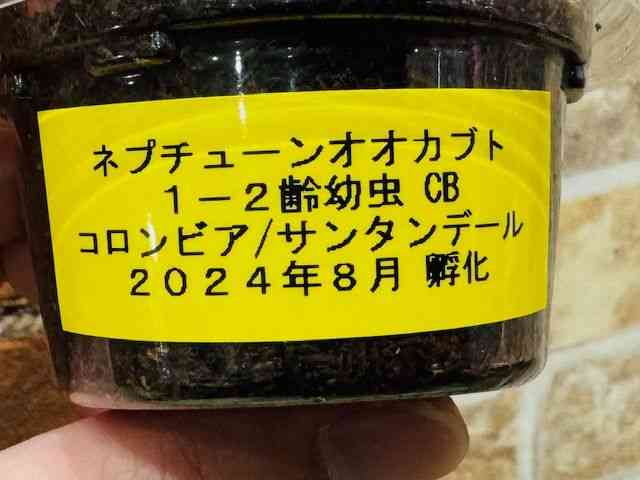 ネプチューンオオカブト
１－２齢幼虫 CB
コロンビア/サンタンデール
２０２４年８月 孵化